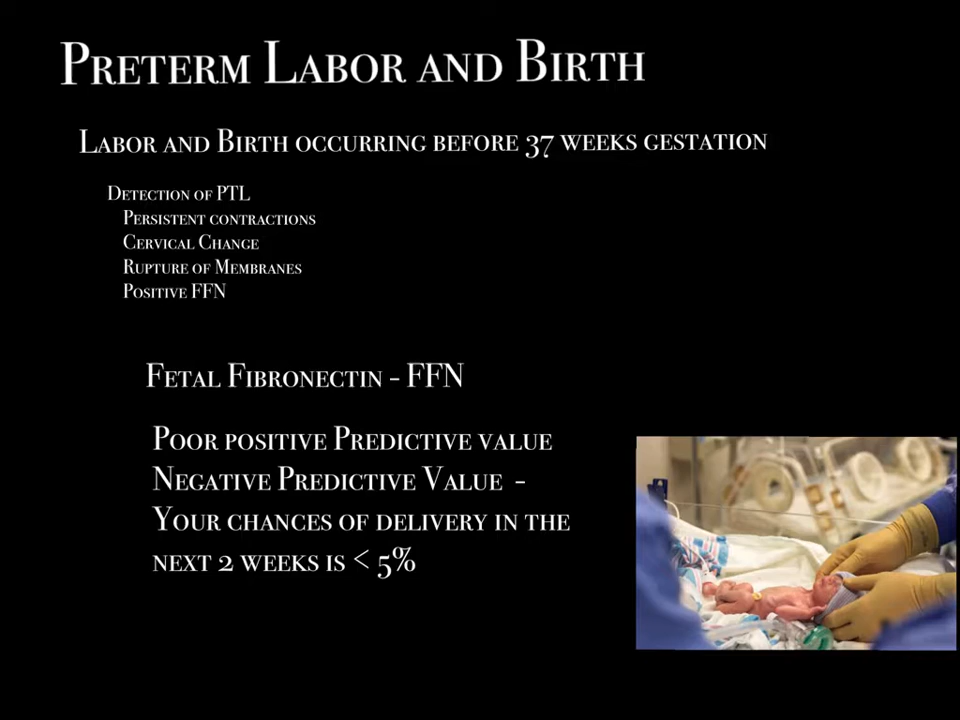 Preterm Labor and Birth
Labor and Birth occurring before 37 weeks gestation
Detection of PTL
Persistent contractions
Cervical Change
Rupture of Membranes
Positive FFN
Fetal Fibronectin - FFN
Poor positive Predictive value
Negative Predictive Value -
Your chances of delivery in the
next 2 weeks is < 5%